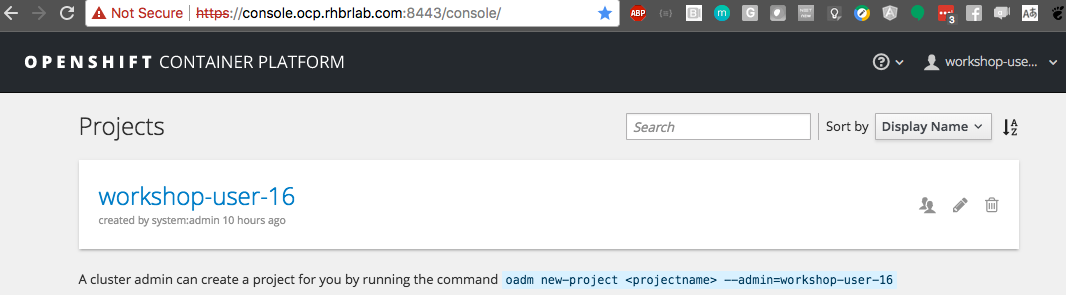 Not Secure | https://console.ocp.rhbrlab.com:8443/console/
ABP
3
OPENSHIFT CONTAINER PLATFORM
workshop-use...
Projects
Search
Sort by
Display Name
A
Z
workshop-user-16
created by system:admin 10 hours ago
A cluster admin can create a project for you by running the command oadm new-project <projectname> --admin=workshop-user-16